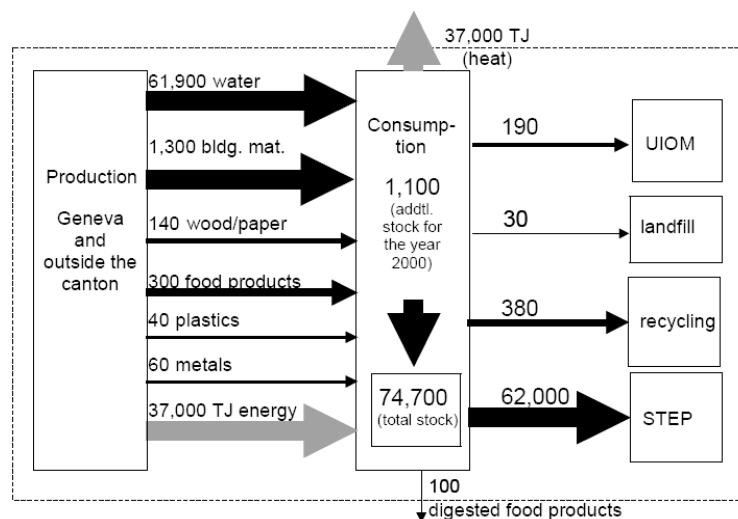 37,000 TJ
(heat)
61,900 water
1,300 bldg. mat.
Production
Geneva
and
outside the
canton
140 wood/paper
300 food products
40 plastics
60 metals
37,000 TJ energy
Consump-
tion
1,100
(addtl.
stock for
the year
2000)
74,700
(total stock)
190
UIOM
30
landfill
380
recycling
62,000
STEP
100
digested food products